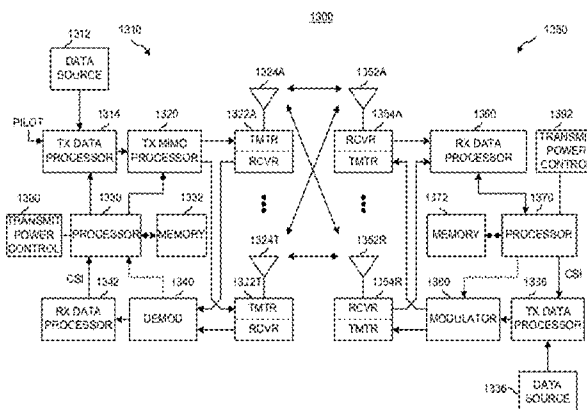 1300
1310
1350
1312
DATA SOURCE
1324A
1352A
PILOT
1314
TX DATA PROCESSOR
1320
TX MIMO PROCESSOR
1322A
TMTR
RCVR
1354A
RCVR
TMTR
1360
RX DATA PROCESSOR
1392
TRANSMIT POWER CONTROL
1390
TRANSMIT POWER CONTROL
1330
PROCESSOR
1332
MEMORY
1372
MEMORY
1370
PROCESSOR
1324T
1352R
CSI
CSI
1342
RX DATA PROCESSOR
1340
DEMOD
1322T
TMTR
RCVR
1354R
RCVR
TMTR
1380
MODULATOR
TX DATA PROCESSOR
1336
DATA SOURCE